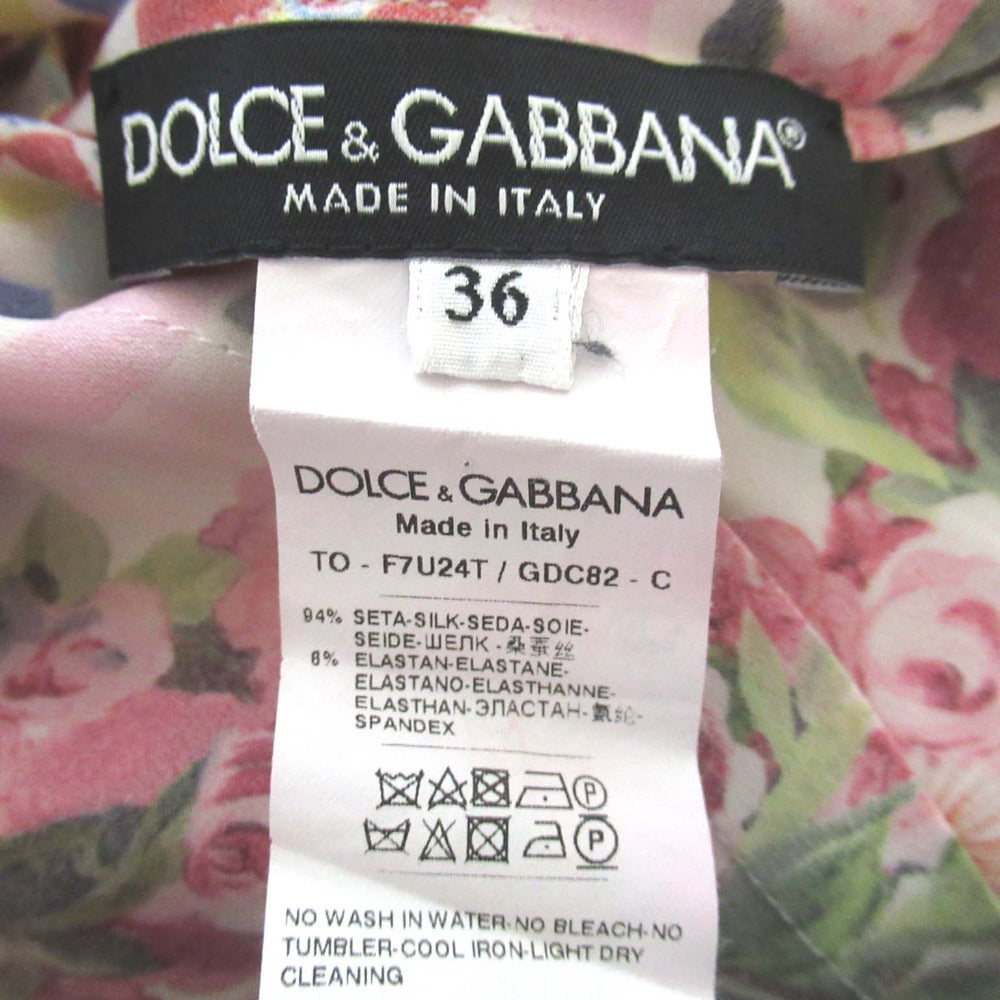 DOLCE & GABBANA®
MADE IN ITALY
36
DOLCE & GABBANA
Made in Italy
TO - F7U24T / GDC82 - C
94% SETA-SILK-SEDA-SOIE-
SEIDE-ШЕЛК - 桑蚕丝
6% ELASTAN-ELASTANE-
ELASTANO-ELASTHANNE-
ELASTHAN-ЭЛАСТАН-氨纶-
SPANDEX
P
P
NO WASH IN WATER-NO BLEACH-NO
TUMBLER-COOL IRON-LIGHT DRY
CLEANING